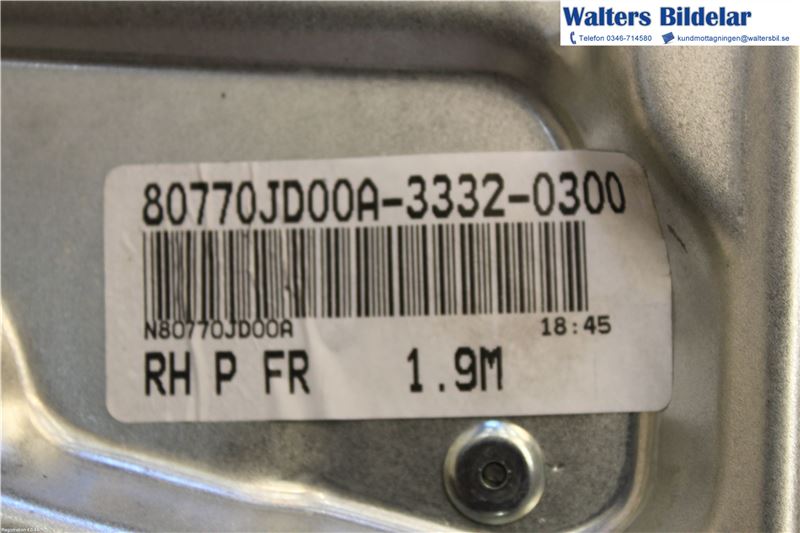 Walters Bildelar
Telefon 0346-714580 kundmottagningen@waltersbil.se
80770JD00A-3332-0300
N80770JD00A 18:45
RH P FR 1.9M